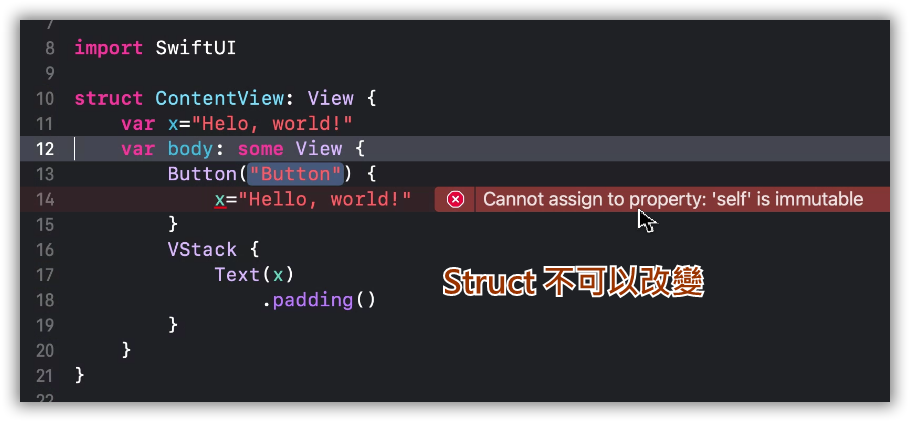 7
8 import SwiftUI
9
10 struct ContentView: View {
11 var x="Helo, world!"
12 var body: some View {
13 Button("Button") {
14 x="Hello, world!" Cannot assign to property: 'self' is immutable
15 }
16 VStack {
17 Text(x)
Struct 不可以改變
18 .padding()
19 }
20 }
21 }
22